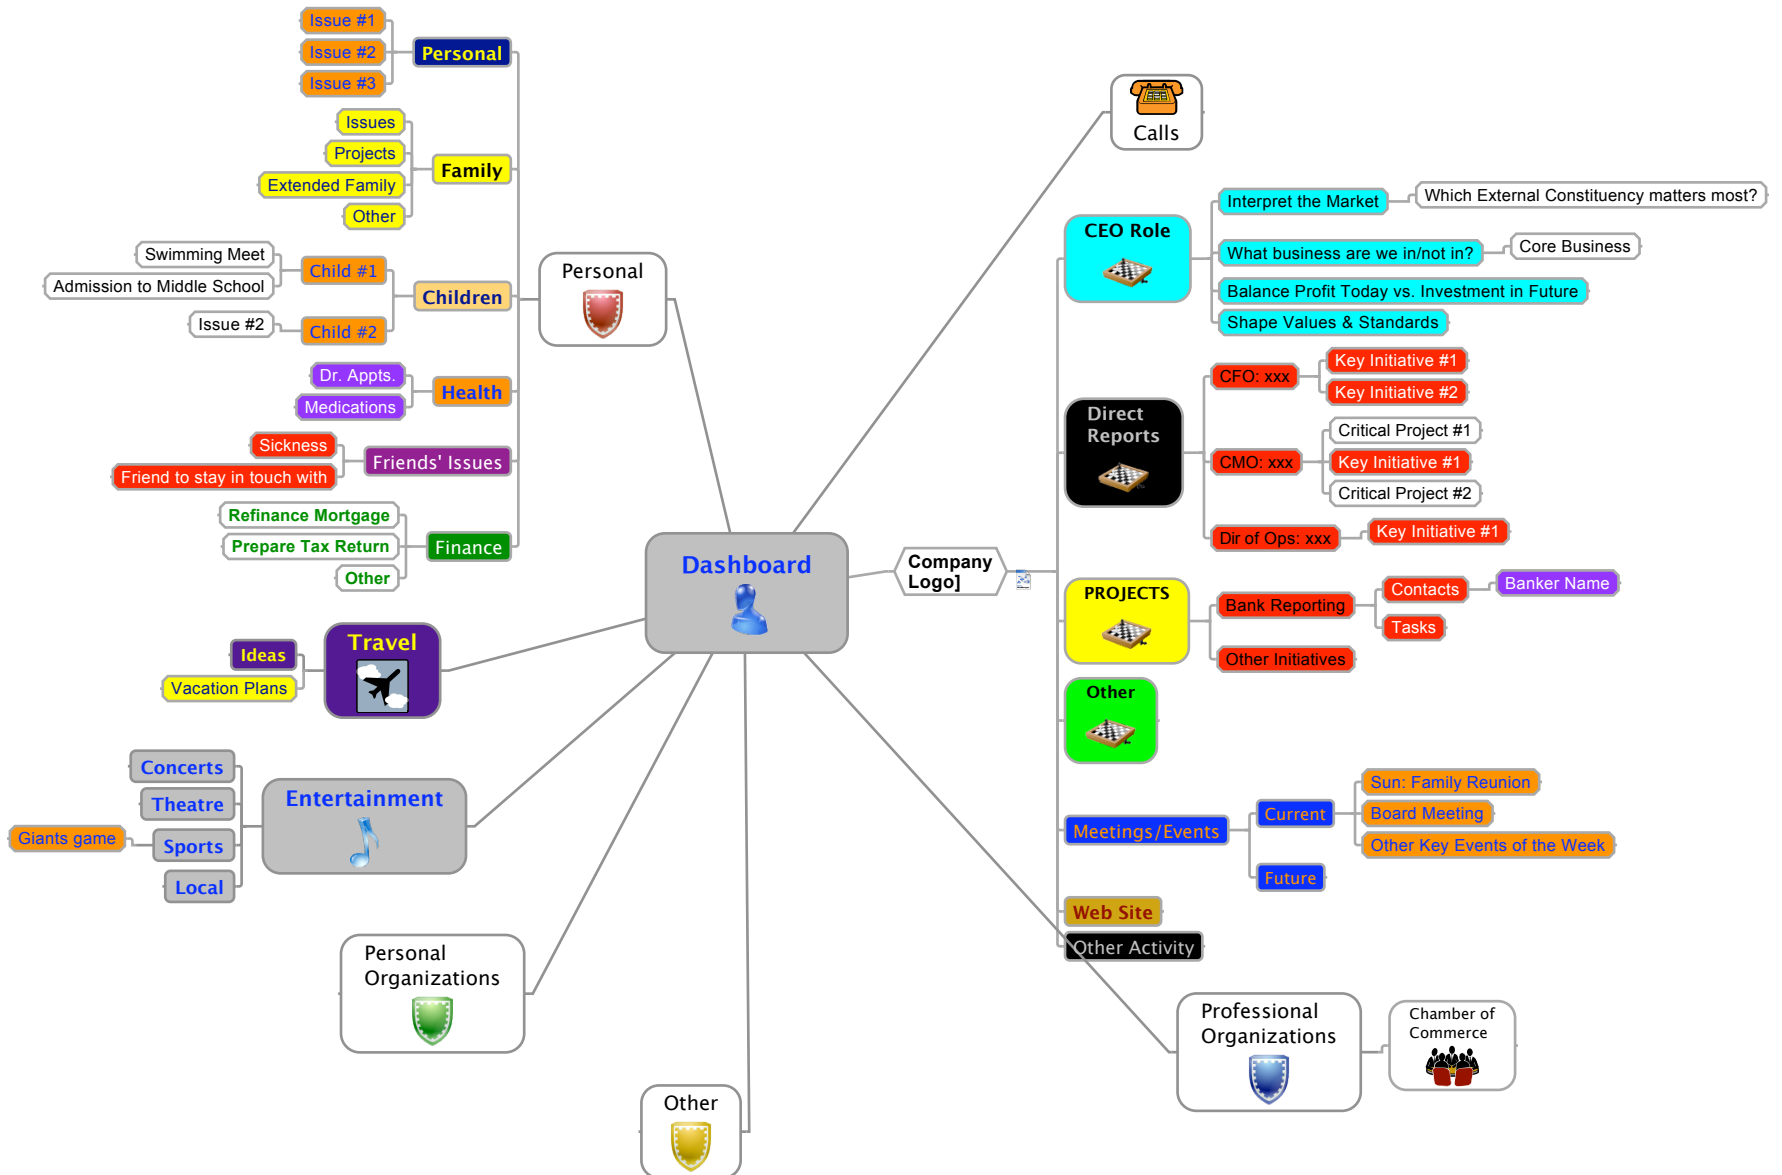 Issue #1
Issue #2
Issue #3
Personal
Issues
Projects
Extended Family
Other
Family
Swimming Meet
Admission to Middle School
Child #1
Issue #2
Child #2
Children
Dr. Appts.
Medications
Health
Sickness
Friend to stay in touch with
Friends' Issues
Refinance Mortgage
Prepare Tax Return
Other
Finance
Personal
Ideas
Vacation Plans
Travel
Concerts
Theatre
Giants game
Sports
Local
Entertainment
Personal
Organizations
Other
Dashboard
Calls
Company
Logo]
CEO Role
Interpret the Market
Which External Constituency matters most?
What business are we in/not in?
Core Business
Balance Profit Today vs. Investment in Future
Shape Values & Standards
Direct
Reports
CFO: xxx
Key Initiative #1
Key Initiative #2
CMO: xxx
Critical Project #1
Key Initiative #1
Critical Project #2
Dir of Ops: xxx
Key Initiative #1
PROJECTS
Bank Reporting
Contacts
Banker Name
Tasks
Other Initiatives
Other
Meetings/Events
Current
Sun: Family Reunion
Board Meeting
Other Key Events of the Week
Future
Web Site
Other Activity
Professional
Organizations
Chamber of
Commerce